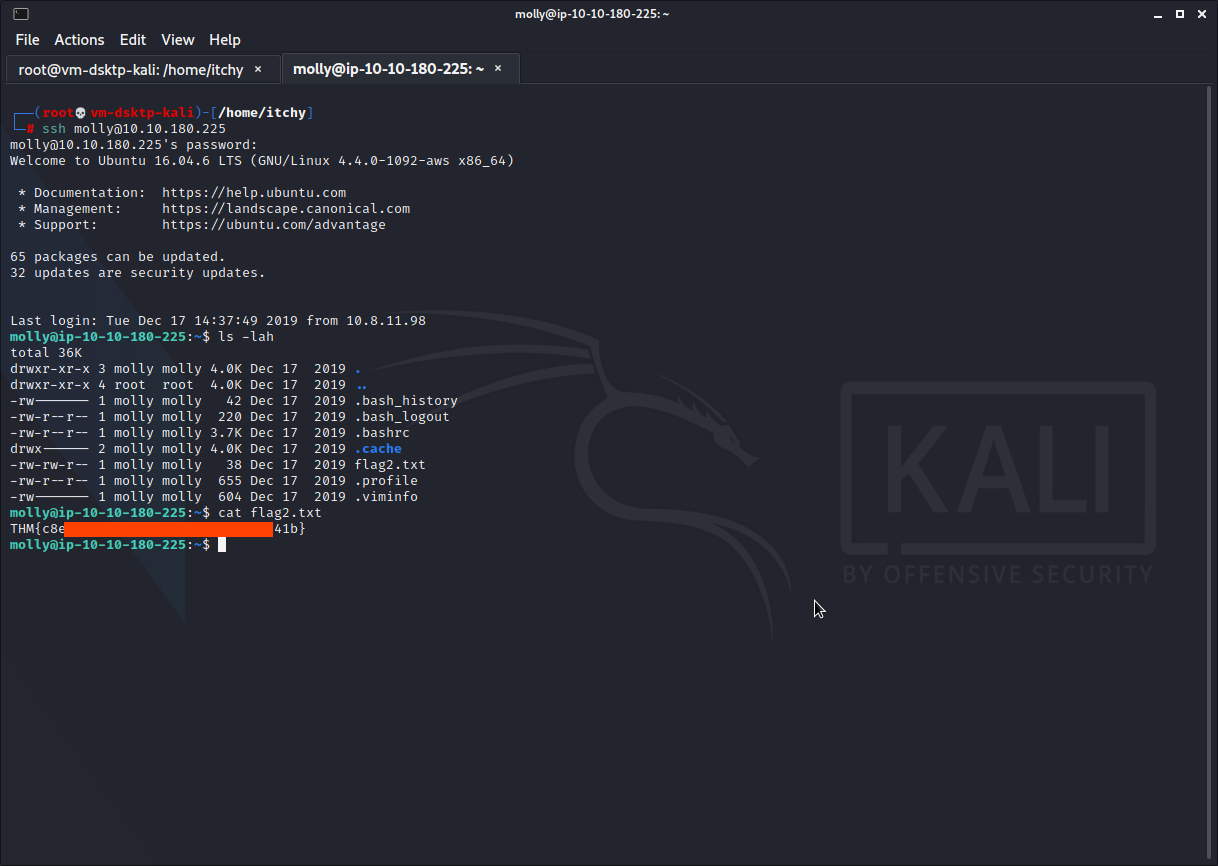 molly@ip-10-10-180-225: ~
File Actions Edit View Help
root@vm-dsktp-kali: /home/itchy ×
molly@ip-10-10-180-225: ~ ×
┌──(root💀vm-dsktp-kali)-[/home/itchy]
└─# ssh molly@10.10.180.225
molly@10.10.180.225's password:
Welcome to Ubuntu 16.04.6 LTS (GNU/Linux 4.4.0-1092-aws x86_64)
* Documentation:  https://help.ubuntu.com
* Management:     https://landscape.canonical.com
* Support:        https://ubuntu.com/advantage
65 packages can be updated.
32 updates are security updates.
Last login: Tue Dec 17 14:37:49 2019 from 10.8.11.98
molly@ip-10-10-180-225:~$ ls -lah
total 36K
drwxr-xr-x 3 molly molly 4.0K Dec 17  2019 .
drwxr-xr-x 4 root  root  4.0K Dec 17  2019 ..
-rw------- 1 molly molly   42 Dec 17  2019 .bash_history
-rw-r--r-- 1 molly molly  220 Dec 17  2019 .bash_logout
-rw-r--r-- 1 molly molly 3.7K Dec 17  2019 .bashrc
drwx------ 2 molly molly 4.0K Dec 17  2019 .cache
-rw-rw-r-- 1 molly molly   38 Dec 17  2019 flag2.txt
-rw-r--r-- 1 molly molly  655 Dec 17  2019 .profile
-rw------- 1 molly molly  604 Dec 17  2019 .viminfo
molly@ip-10-10-180-225:~$ cat flag2.txt
THM{c8e 41b}
molly@ip-10-10-180-225:~$
KALI
BY OFFENSIVE SECURITY